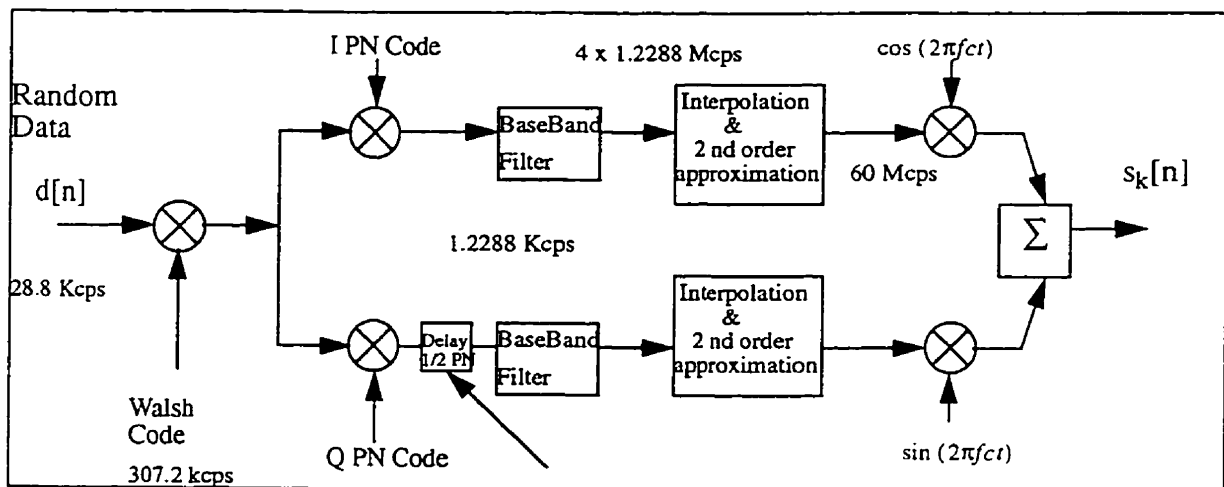 I PN Code
4 x 1.2288 Mcps
cos (2πfct)
Random
Data
BaseBand
Filter
Interpolation
&
2 nd order
approximation
60 Mcps
d[n]
sk[n]
Σ
28.8 Kcps
1.2288 Kcps
Delay
1/2 PN
BaseBand
Filter
Interpolation
&
2 nd order
approximation
Walsh
Code
307.2 kcps
Q PN Code
sin (2πfct)